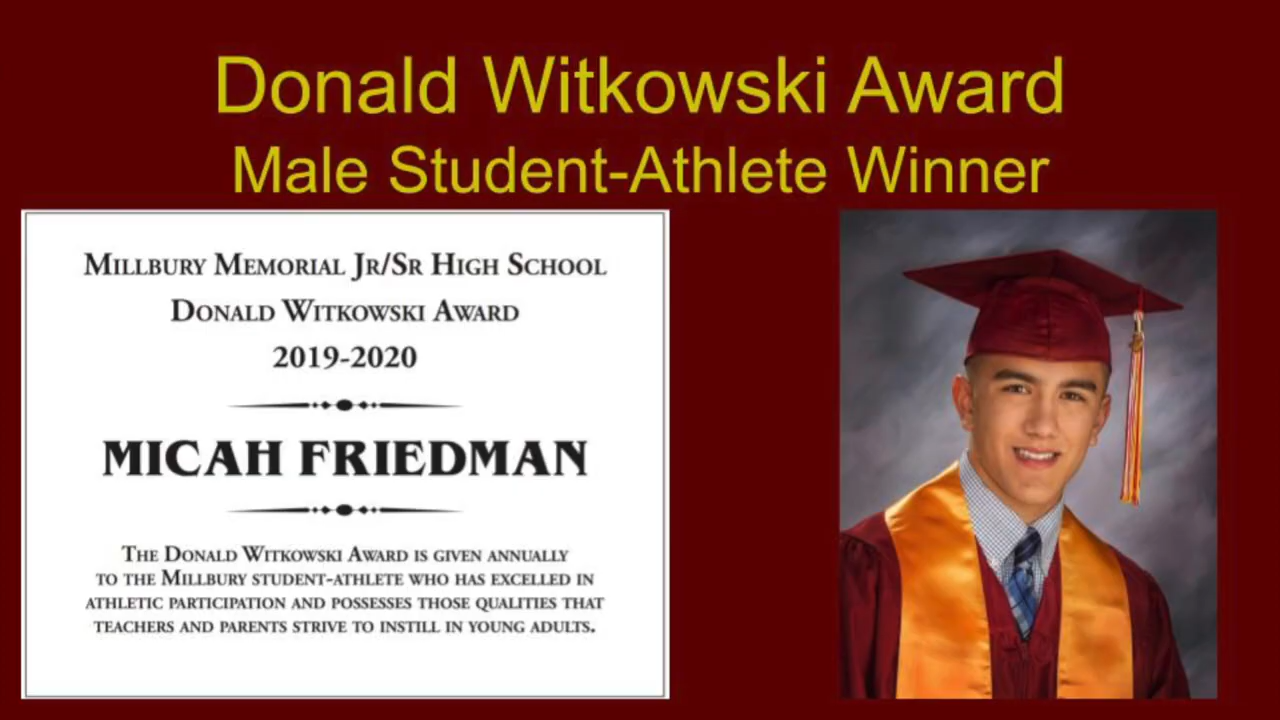 Donald Witkowski Award
Male Student-Athlete Winner
Millbury Memorial Jr/Sr High School
Donald Witkowski Award
2019-2020
MICAH FRIEDMAN
The Donald Witkowski Award is given annually
to the Millbury student-athlete who has excelled in
athletic participation and possesses those qualities that
teachers and parents strive to instill in young adults.